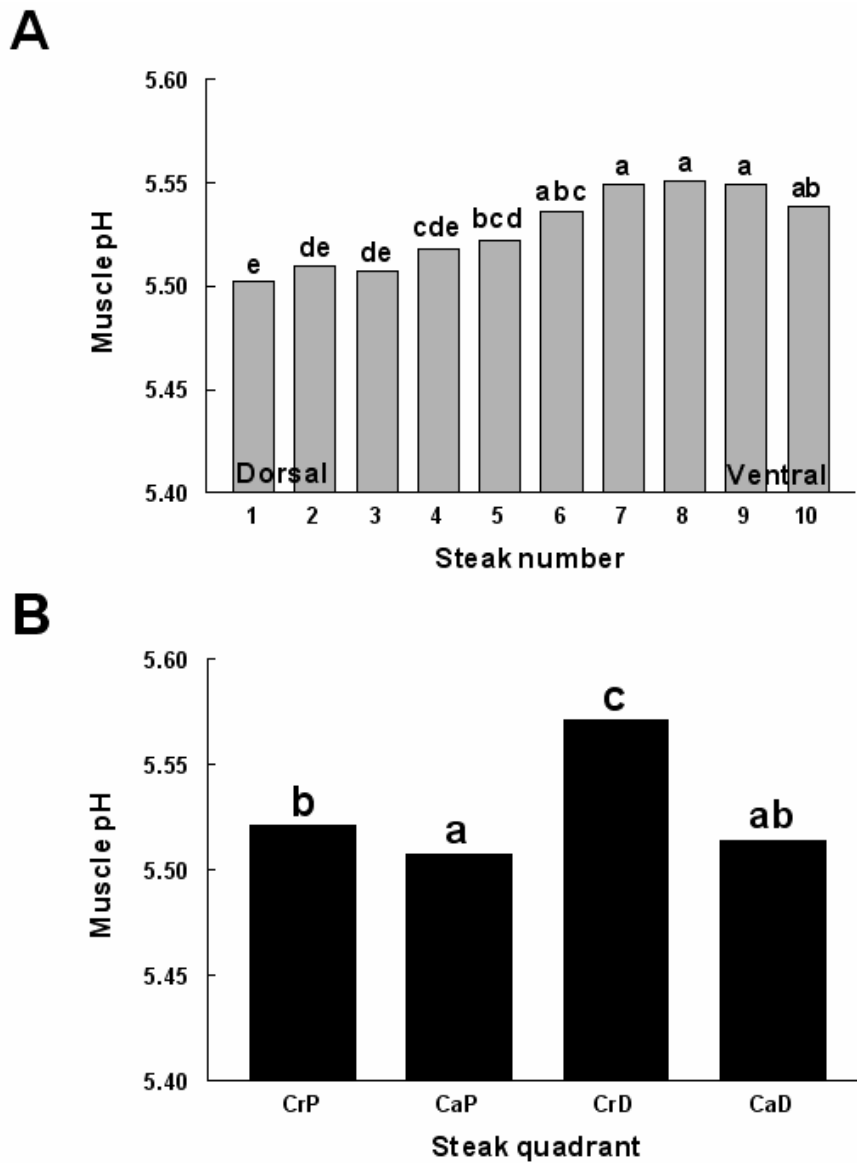 A
Muscle pH
5.60
5.55
5.50
5.45
5.40
e
de
de
cde
bcd
abc
a
a
a
ab
Dorsal
Ventral
1 2 3 4 5 6 7 8 9 10
Steak number
B
Muscle pH
5.60
5.55
5.50
5.45
5.40
b
a
c
ab
CrP CaP CrD CaD
Steak quadrant